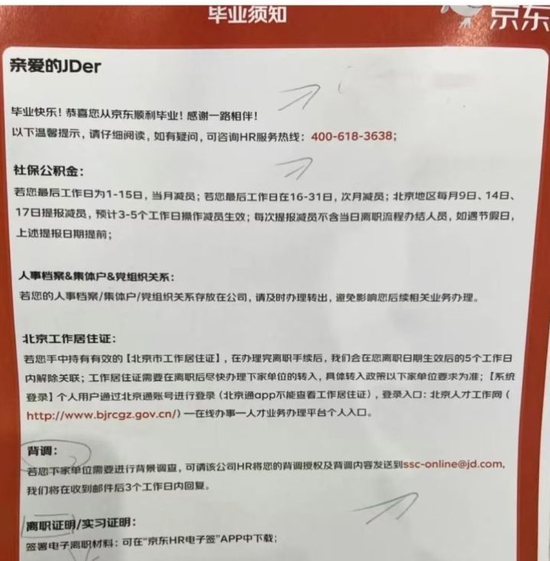 毕业须知
京东
亲爱的JDer
毕业快乐！恭喜您从京东顺利毕业！感谢一路相伴！
以下温馨提示，请仔细阅读，如有疑问，可咨询HR服务热线：400-618-3638；
社保公积金：
若您最后工作日为1-15日，当月减员；若您最后工作日在16-31日，次月减员；北京地区每月9日、14日、
17日提报减员，预计3-5个工作日操作减员生效；每次提报减员不含当日离职流程办结人员，如遇节假日，
上述提报日期提前；
人事档案&集体户&党组织关系：
若您的人事档案/集体户/党组织关系存放在公司，请及时办理转出，避免影响您后续相关业务办理。
北京工作居住证：
若您手中持有有效的【北京市工作居住证】，在办理完离职手续后，我们会在您离职日期生效后的5个工作日
内解除关联；工作居住证需要在离职后尽快办理下家单位的转入，具体转入政策以下家单位要求为准；【系统
登录】个人用户通过北京通账号进行登录（北京通app不能查看工作居住证），登录入口：北京人才工作网（
http://www.bjrcgz.gov.cn/）—在线办事—人才业务办理平台个人入口。
背调：
若您下家单位需要进行背景调查，可请该公司HR将您的背调授权及背调内容发送到ssc-online@jd.com，
我们将在收到邮件后3个工作日内回复。
离职证明/实习证明：
签署电子离职材料：可在“京东HR电子签”APP中下载；